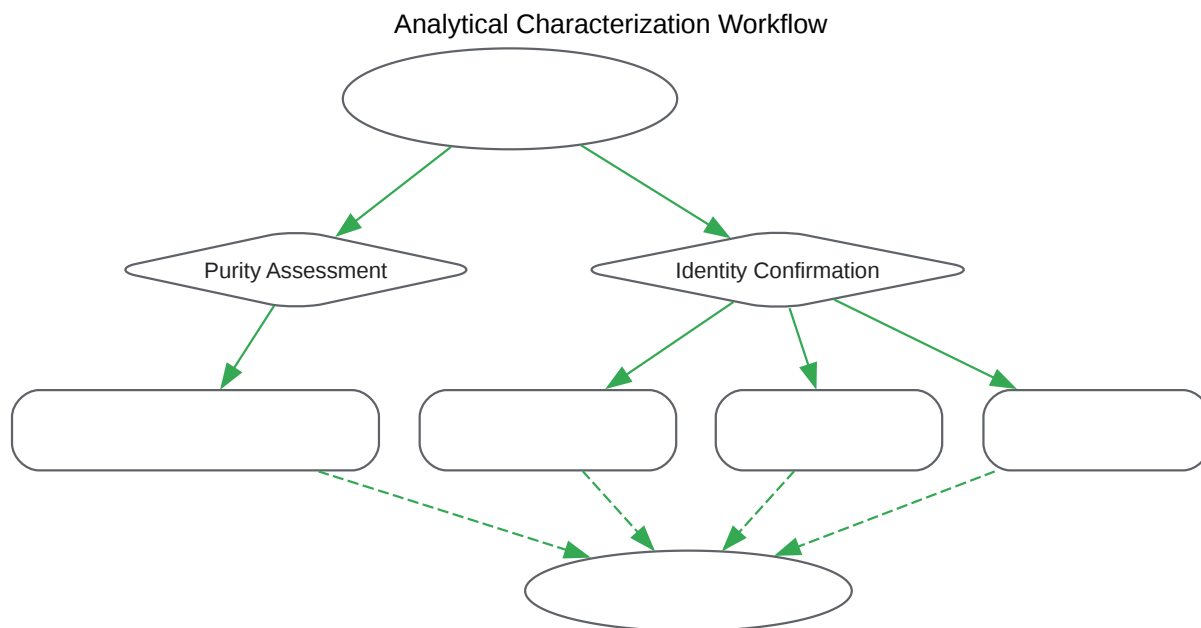 Analytical Characterization Workflow
Purity Assessment
Identity Confirmation